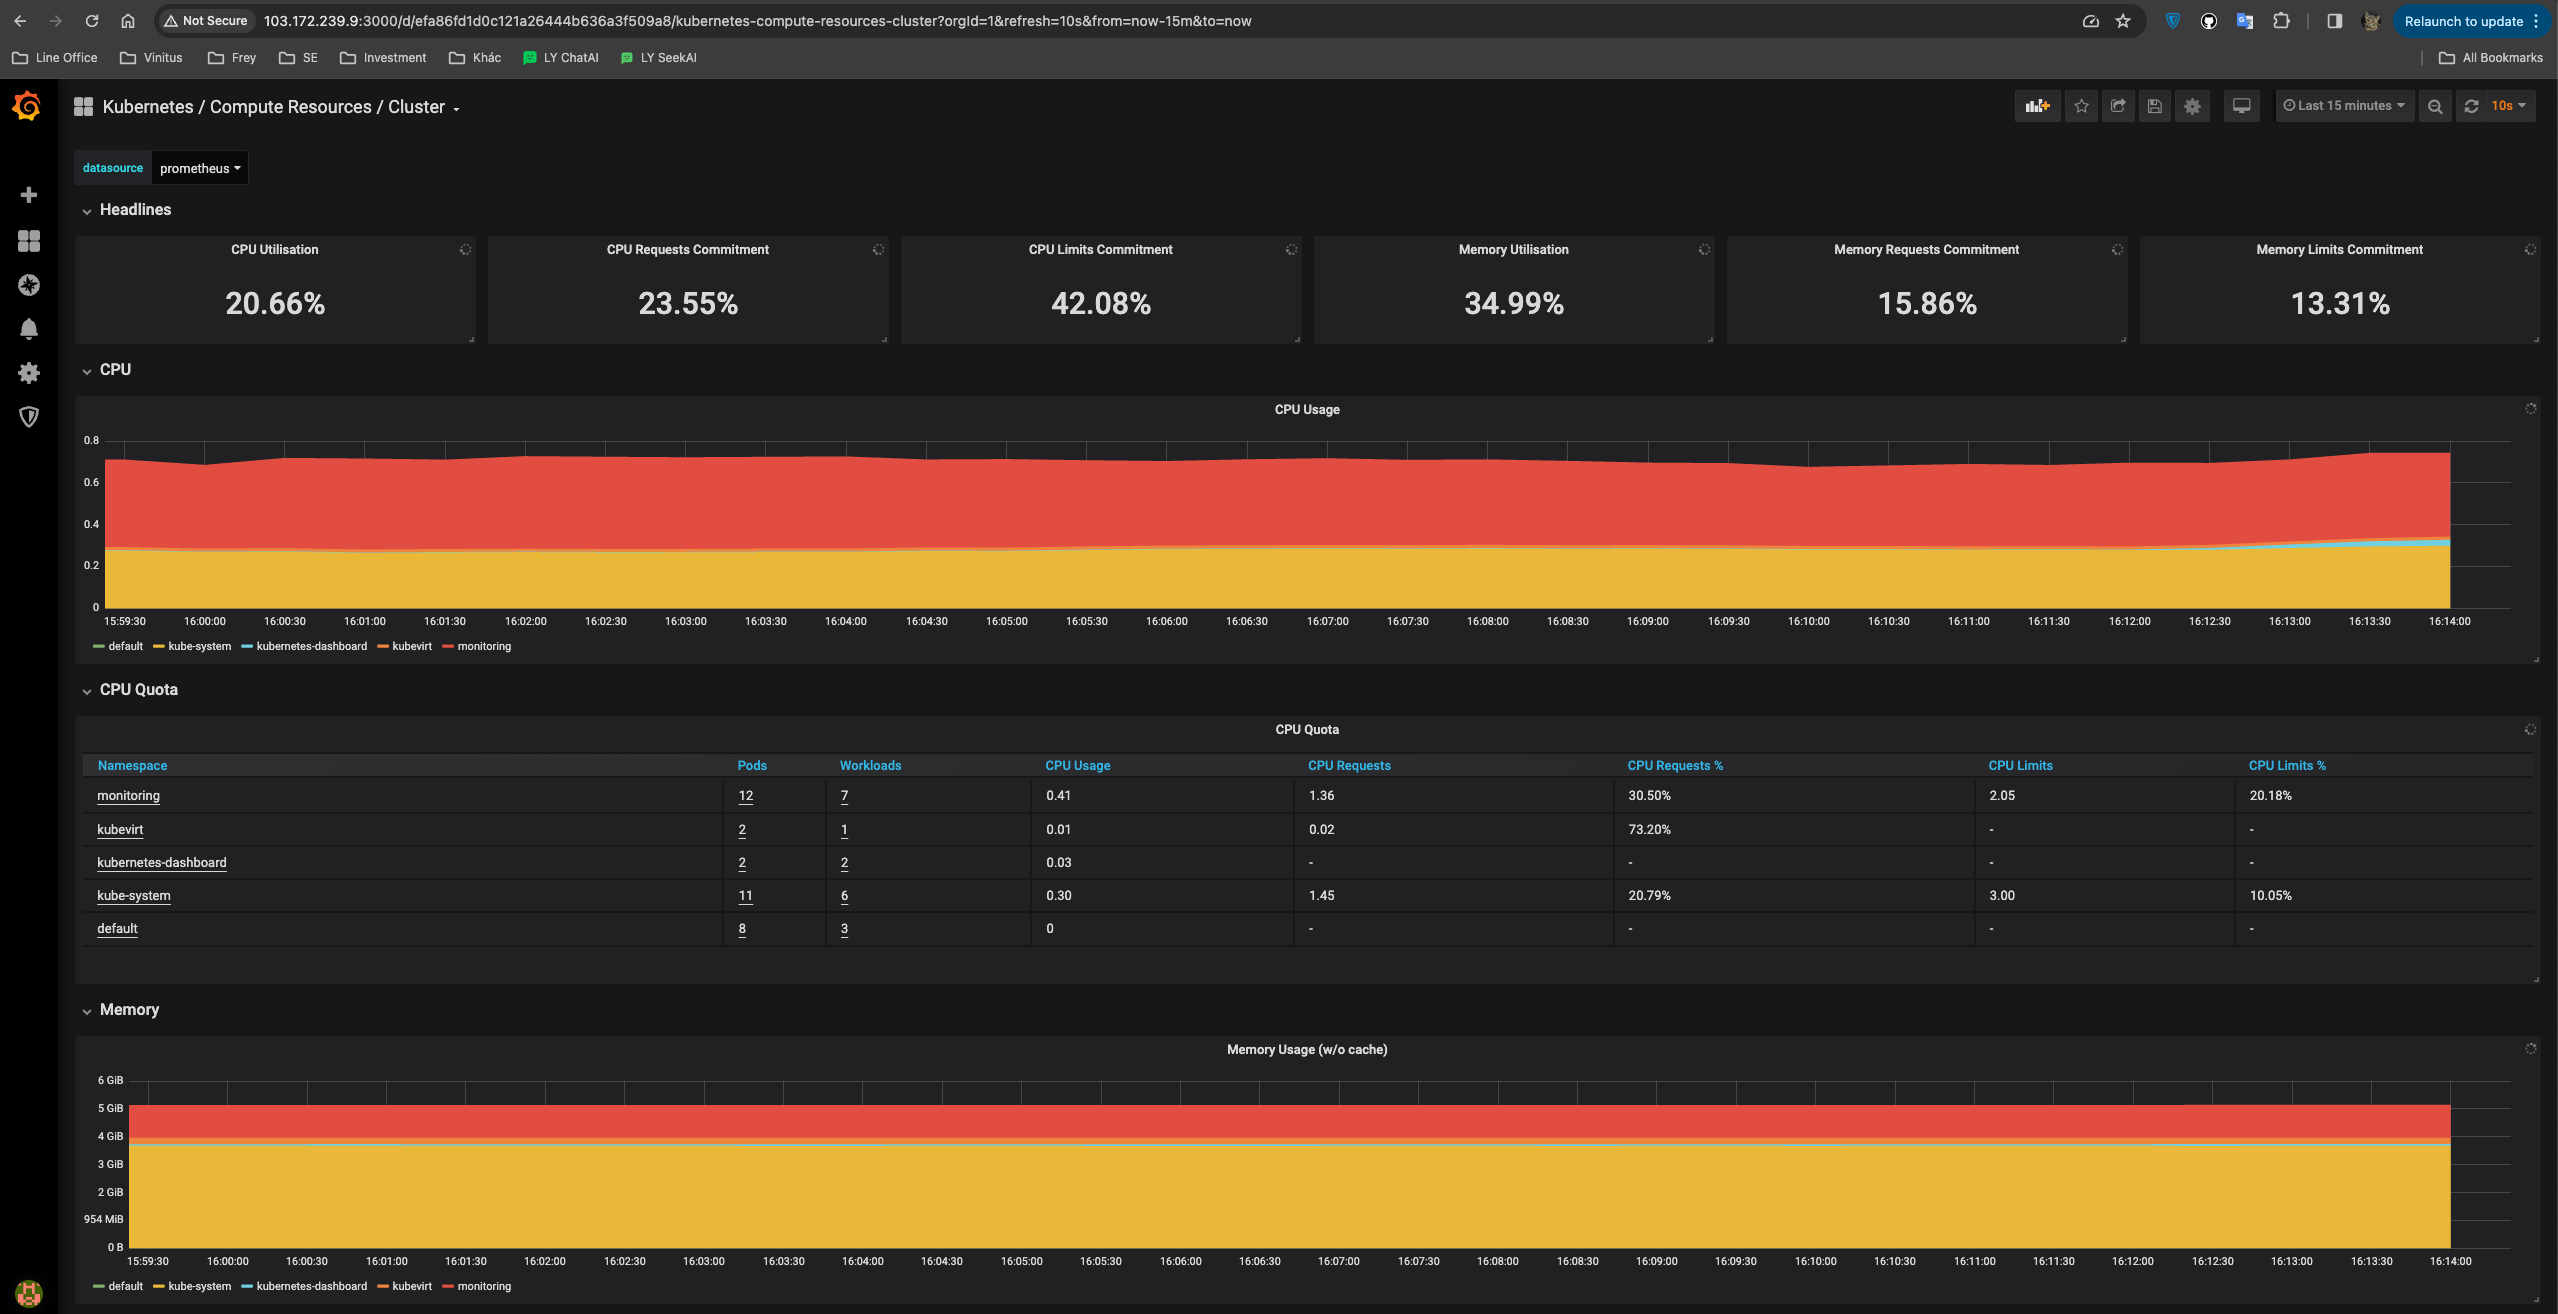 Not Secure 103.172.239.9:3000/d/efa86fd1d0c121a26444b636a3f509a8/kubernetes-compute-resources-cluster?orgId=1&refresh=10s&from=now-15m&to=now Relaunch to update
Line Office Vinitus Frey SE Investment Khác LY ChatAI LY SeekAI All Bookmarks
Kubernetes / Compute Resources / Cluster Last 15 minutes 10s
datasource prometheus
Headlines
CPU Utilisation CPU Requests Commitment CPU Limits Commitment Memory Utilisation Memory Requests Commitment Memory Limits Commitment
20.66% 23.55% 42.08% 34.99% 15.86% 13.31%
CPU
CPU Usage
0.8
0.6
0.4
0.2
0
15:59:30 16:00:00 16:00:30 16:01:00 16:01:30 16:02:00 16:02:30 16:03:00 16:03:30 16:04:00 16:04:30 16:05:00 16:05:30 16:06:00 16:06:30 16:07:00 16:07:30 16:08:00 16:08:30 16:09:00 16:09:30 16:10:00 16:10:30 16:11:00 16:11:30 16:12:00 16:12:30 16:13:00 16:13:30 16:14:00
default kube-system kubernetes-dashboard kubevirt monitoring
CPU Quota
CPU Quota
Namespace Pods Workloads CPU Usage CPU Requests CPU Requests % CPU Limits CPU Limits %
monitoring 12 7 0.41 1.36 30.50% 2.05 20.18%
kubevirt 2 1 0.01 0.02 73.20% - -
kubernetes-dashboard 2 2 0.03 - - - -
kube-system 11 6 0.30 1.45 20.79% 3.00 10.05%
default 8 3 0 - - - -
Memory
Memory Usage (w/o cache)
6 GiB
5 GiB
4 GiB
3 GiB
2 GiB
954 MiB
0 B
15:59:30 16:00:00 16:00:30 16:01:00 16:01:30 16:02:00 16:02:30 16:03:00 16:03:30 16:04:00 16:04:30 16:05:00 16:05:30 16:06:00 16:06:30 16:07:00 16:07:30 16:08:00 16:08:30 16:09:00 16:09:30 16:10:00 16:10:30 16:11:00 16:11:30 16:12:00 16:12:30 16:13:00 16:13:30 16:14:00
default kube-system kubernetes-dashboard kubevirt monitoring